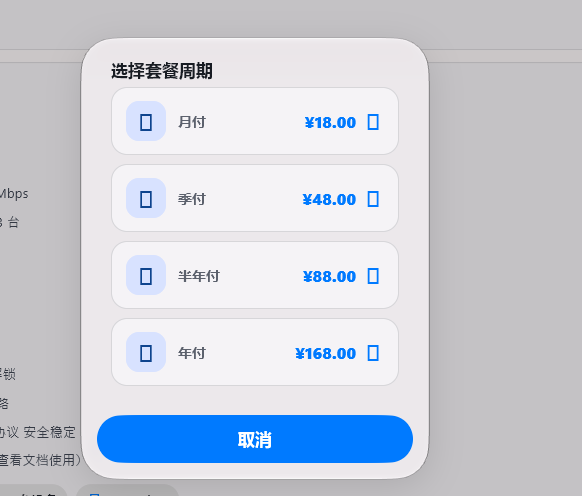 选择套餐周期
月付 ¥18.00
季付 ¥48.00
半年付 ¥88.00
年付 ¥168.00
取消
Mbps
台
锁
协议 安全稳定
查看文档使用）